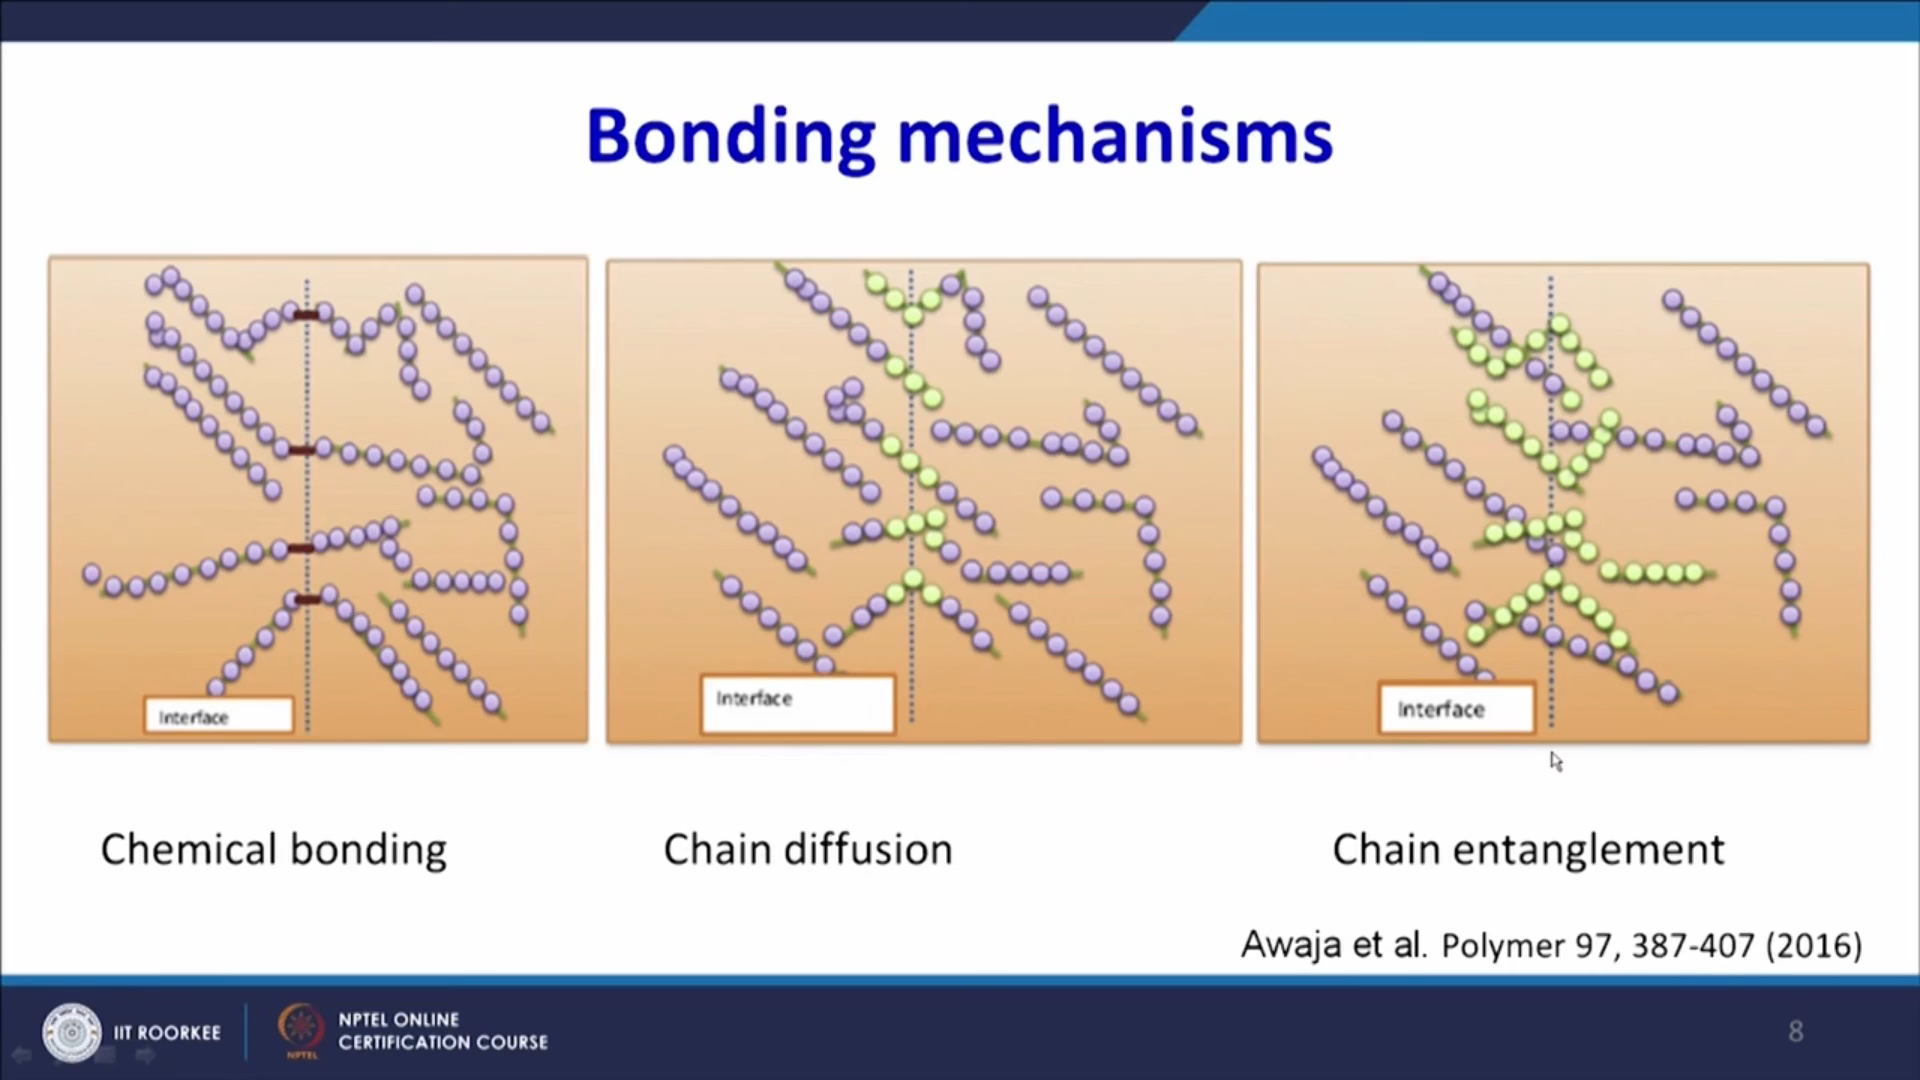 Bonding mechanisms
Interface
Interface
Interface
Chemical bonding
Chain diffusion
Chain entanglement
Awaja et al. Polymer 97, 387-407 (2016)
IIT ROORKEE
NPTEL
NPTEL ONLINE
CERTIFICATION COURSE
8